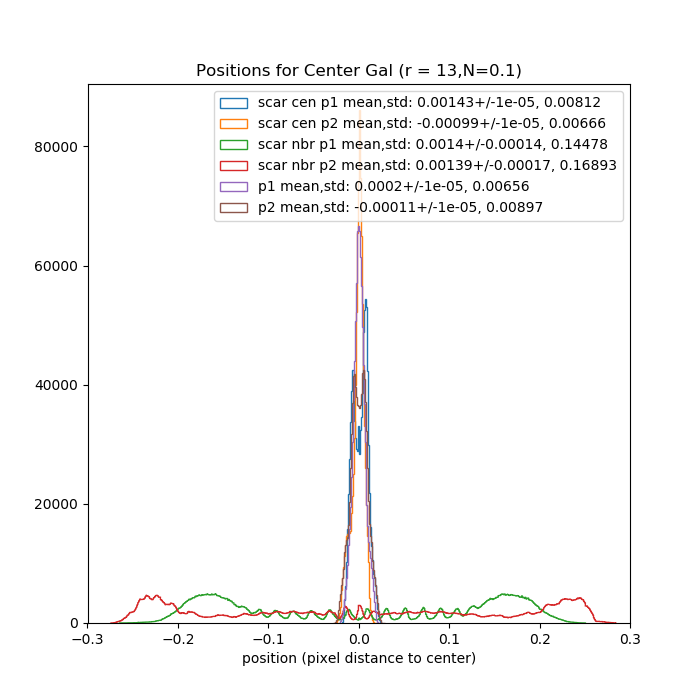 Positions for Center Gal (r = 13,N=0.1)
scar cen p1 mean,std: 0.00143+/-1e-05, 0.00812
scar cen p2 mean,std: -0.00099+/-1e-05, 0.00666
scar nbr p1 mean,std: 0.0014+/-0.00014, 0.14478
scar nbr p2 mean,std: 0.00139+/-0.00017, 0.16893
p1 mean,std: 0.0002+/-1e-05, 0.00656
p2 mean,std: -0.00011+/-1e-05, 0.00897
80000
60000
40000
20000
0
−0.3 −0.2 −0.1 0.0 0.1 0.2 0.3
position (pixel distance to center)